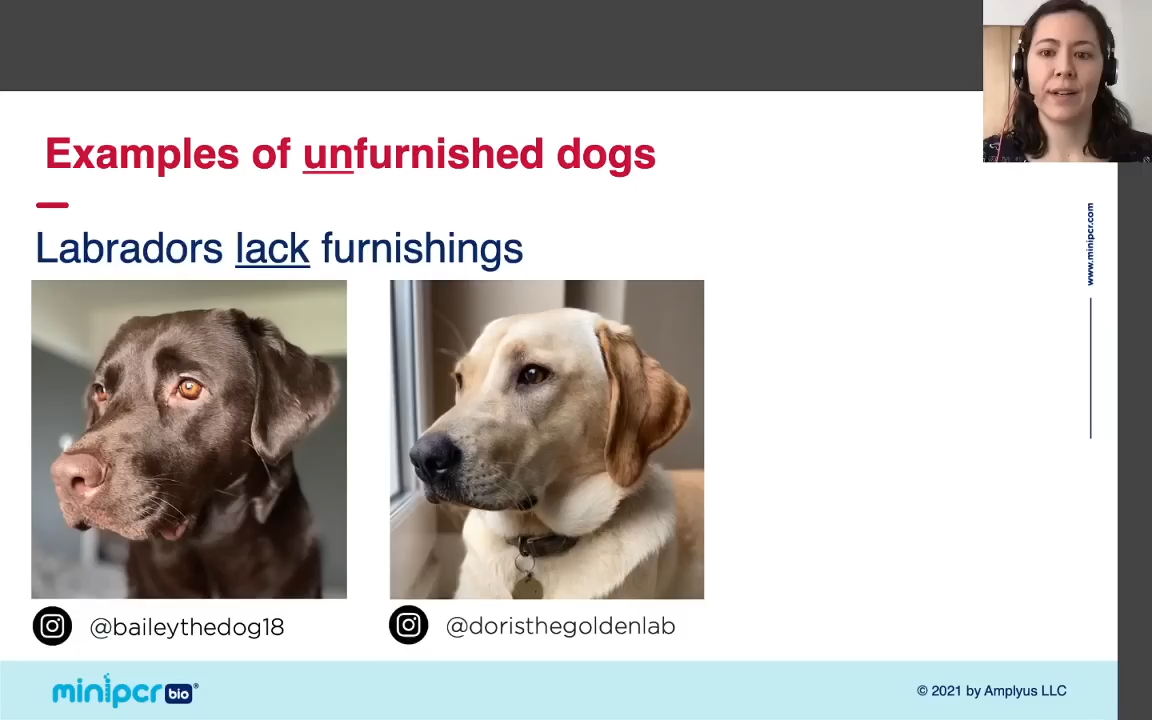 Examples of unfurnished dogs
Labradors lack furnishings
www.minipcr.com
@baileythedog18
@doristhegoldenlab
minipcr bio®
© 2021 by Amplyus LLC